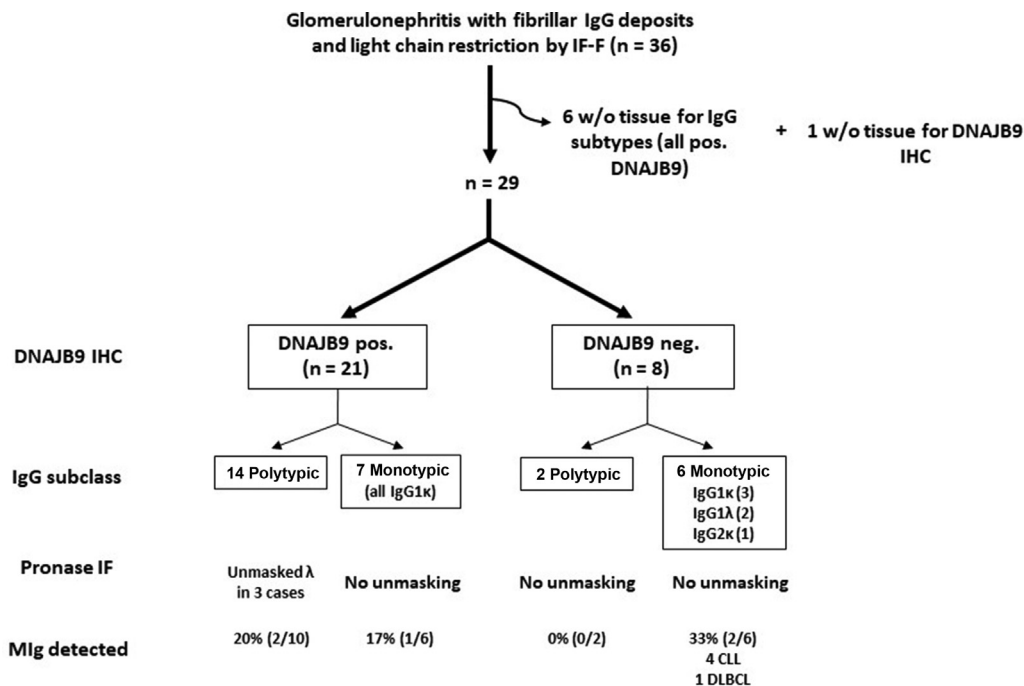 Glomerulonephritis with fibrillar IgG deposits
and light chain restriction by IF-F (n = 36)
6 w/o tissue for IgG
subtypes (all pos.
DNAJB9)
+
1 w/o tissue for DNAJB9
IHC
n = 29
DNAJB9 IHC
DNAJB9 pos.
(n = 21)
DNAJB9 neg.
(n = 8)
IgG subclass
14 Polytypic
7 Monotypic
(all IgG1κ)
2 Polytypic
6 Monotypic
IgG1κ (3)
IgG1λ (2)
IgG2κ (1)
Pronase IF
Unmasked λ
in 3 cases
No unmasking
No unmasking
No unmasking
MIg detected
20% (2/10)
17% (1/6)
0% (0/2)
33% (2/6)
4 CLL
1 DLBCL